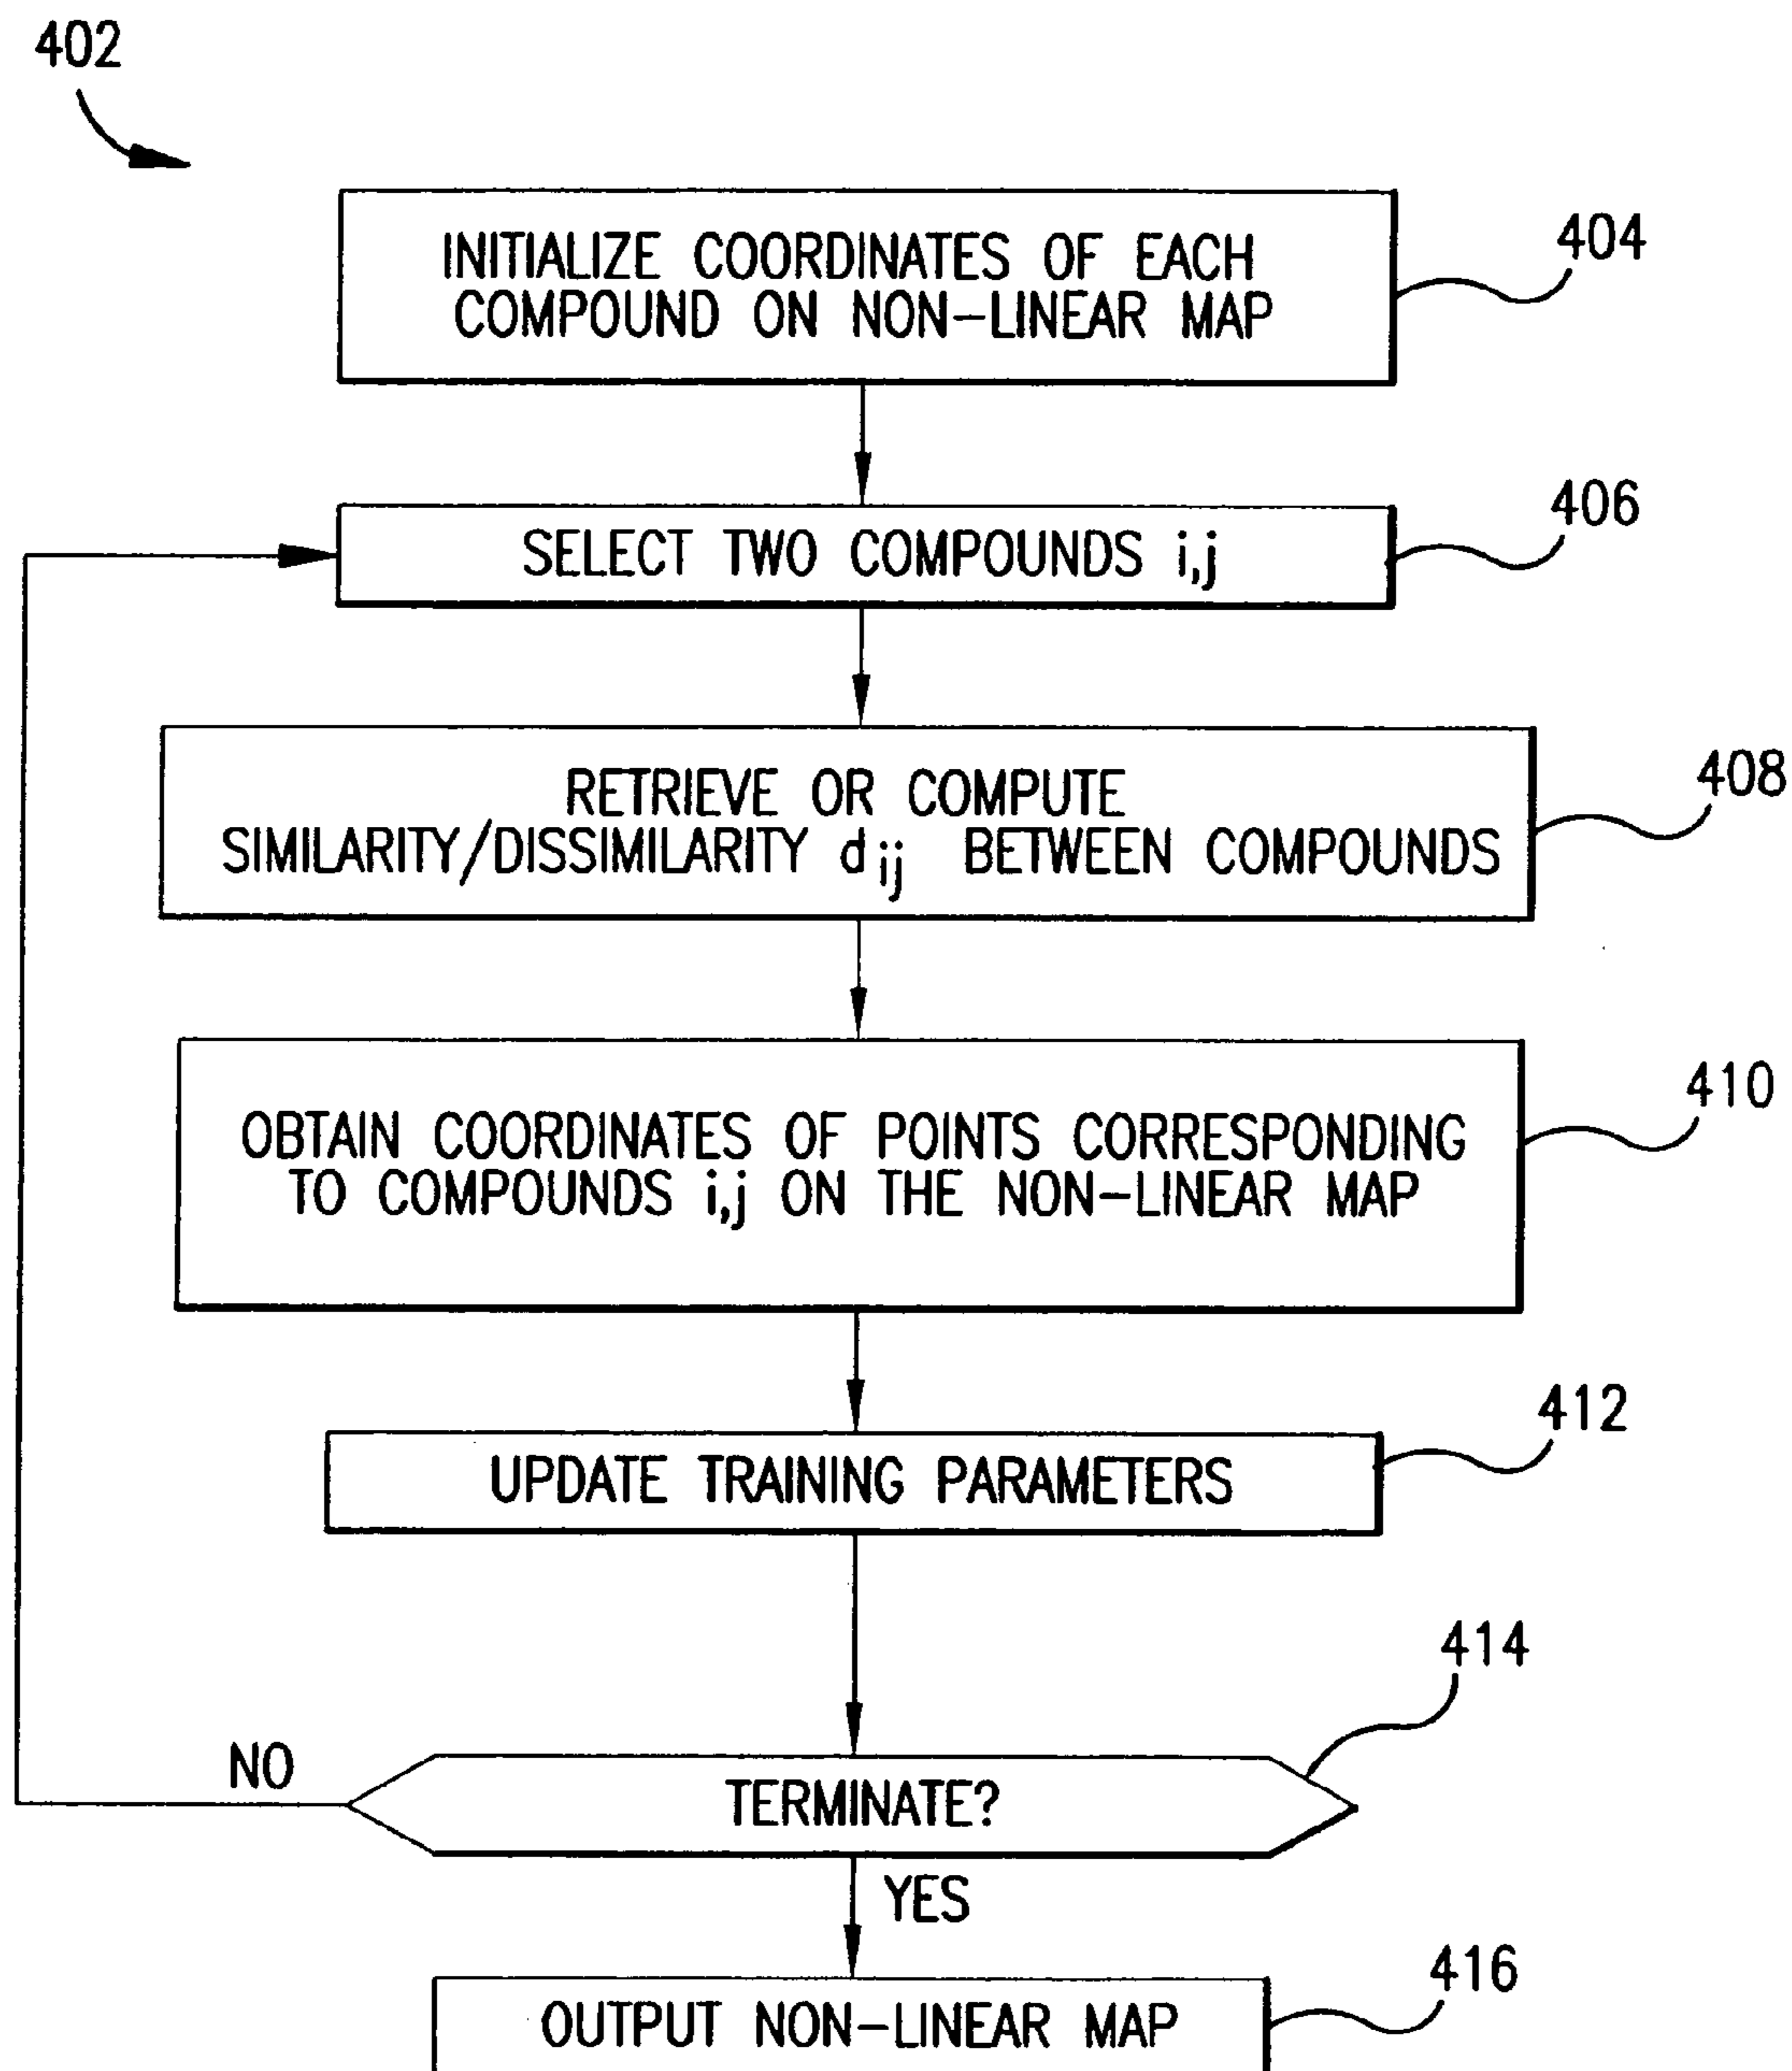 402
INITIALIZE COORDINATES OF EACH
COMPOUND ON NON-LINEAR MAP
404
SELECT TWO COMPOUNDS i,j
406
RETRIEVE OR COMPUTE
SIMILARITY/DISSIMILARITY d ij BETWEEN COMPOUNDS
408
OBTAIN COORDINATES OF POINTS CORRESPONDING
TO COMPOUNDS i,j ON THE NON-LINEAR MAP
410
UPDATE TRAINING PARAMETERS
412
TERMINATE?
414
NO
YES
OUTPUT NON-LINEAR MAP
416